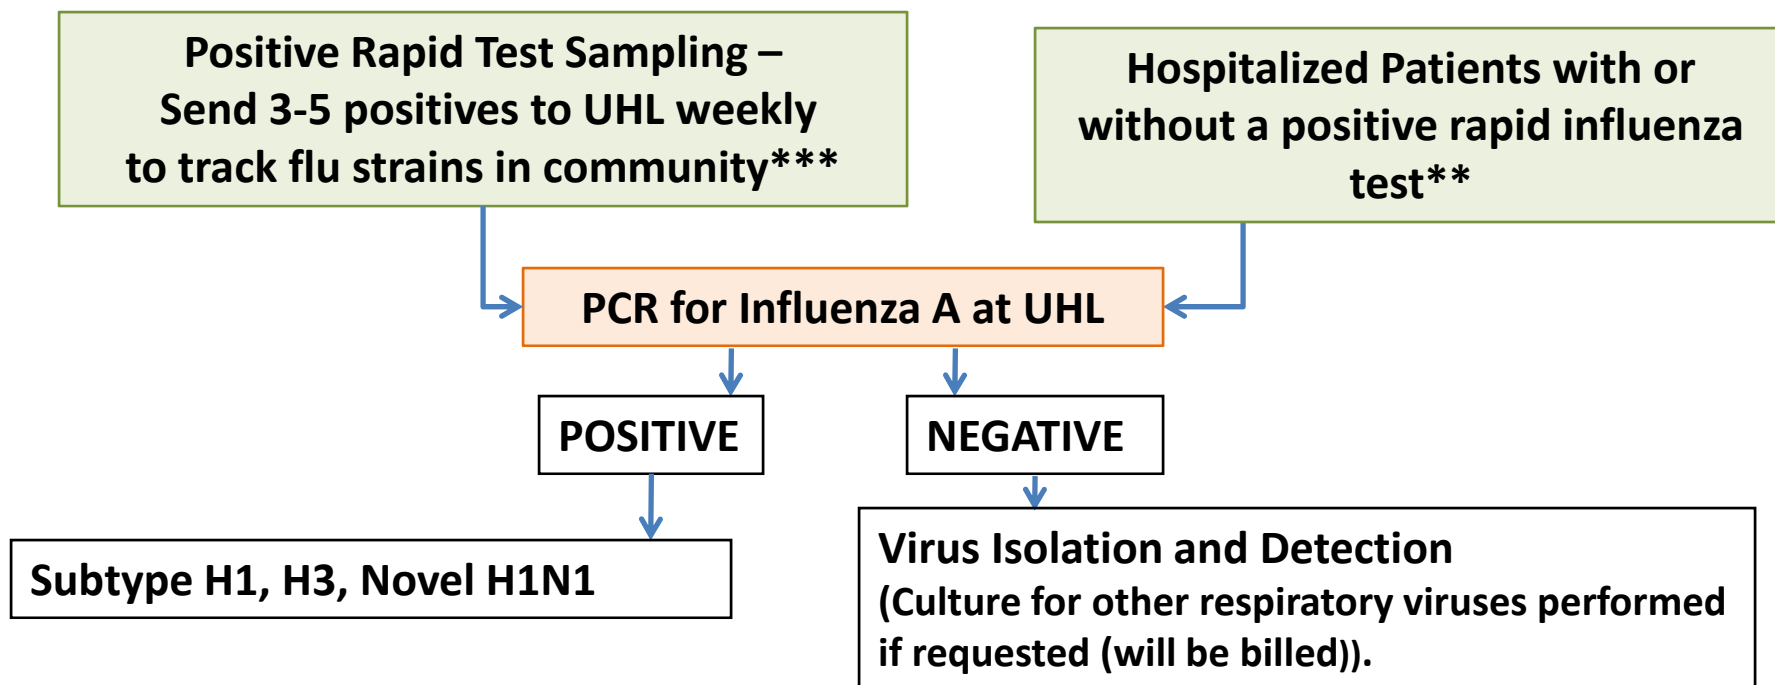 Positive Rapid Test Sampling –
Send 3-5 positives to UHL weekly
to track flu strains in community***
Hospitalized Patients with or
without a positive rapid influenza
test**
PCR for Influenza A at UHL
POSITIVE
NEGATIVE
Subtype H1, H3, Novel H1N1
Virus Isolation and Detection
(Culture for other respiratory viruses performed
if requested (will be billed)).